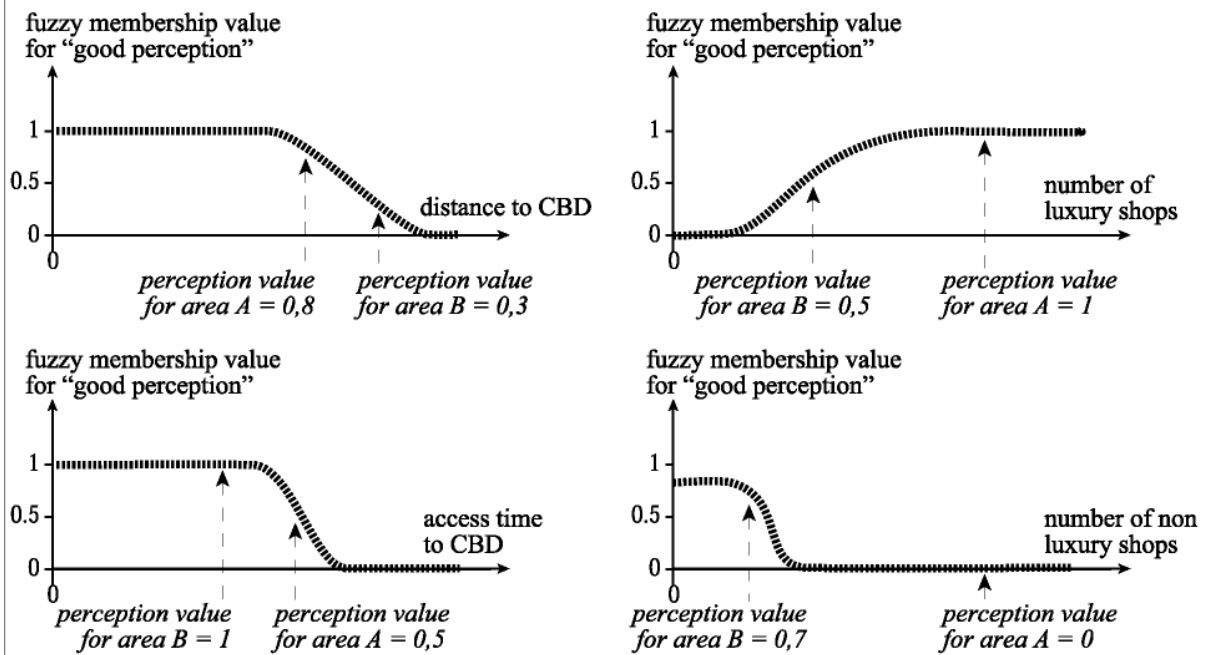 fuzzy membership value
for “good perception”
1
0.5
0
0
distance to CBD
perception value
for area A = 0,8
perception value
for area B = 0,3
fuzzy membership value
for “good perception”
1
0.5
0
0
number of
luxury shops
perception value
for area B = 0,5
perception value
for area A = 1
fuzzy membership value
for “good perception”
1
0.5
0
0
access time
to CBD
perception value
for area B = 1
perception value
for area A = 0,5
fuzzy membership value
for “good perception”
1
0.5
0
0
number of non
luxury shops
perception value
for area B = 0,7
perception value
for area A = 0